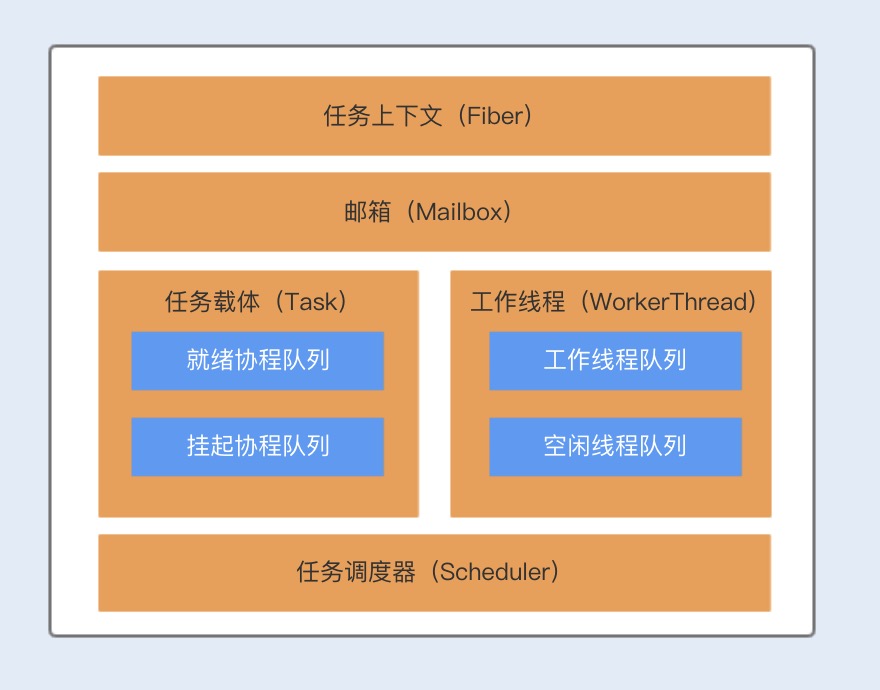 任务上下文（Fiber）
邮箱（Mailbox）
任务载体（Task）
就绪协程队列
挂起协程队列
工作线程（WorkerThread）
工作线程队列
空闲线程队列
任务调度器（Scheduler）